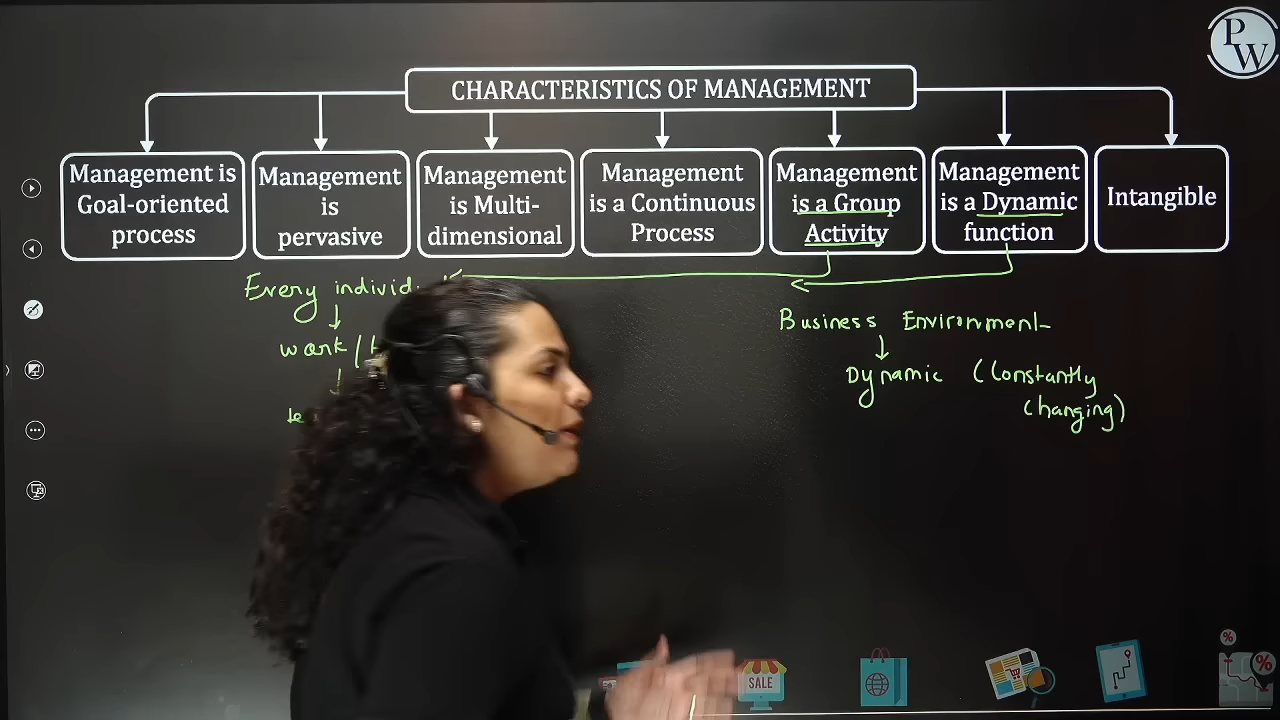 PW
CHARACTERISTICS OF MANAGEMENT
Management is
Goal-oriented
process
Management
is
pervasive
Management
is Multi-
dimensional
Management
is a Continuous
Process
Management
is a Group
Activity
Management
is a Dynamic
function
Intangible
Every
work /
Business Environment
Dynamic (Constantly
changing)
SALE
%
%